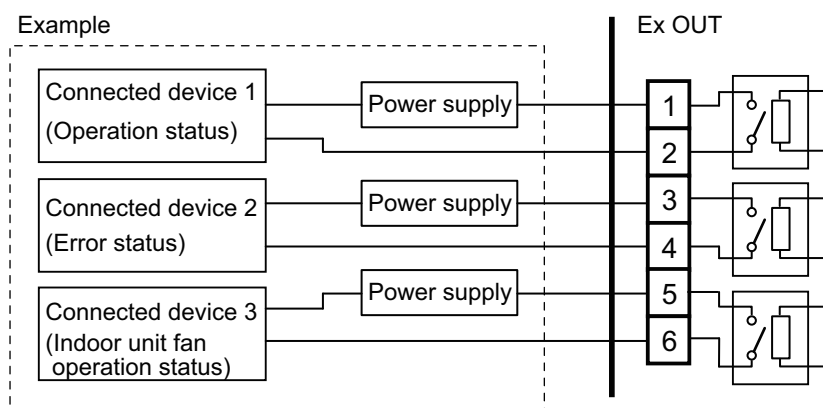 Example
Ex OUT
Connected device 1
(Operation status)
Power supply
1
2
Connected device 2
(Error status)
Power supply
3
4
Connected device 3
(Indoor unit fan
operation status)
Power supply
5
6